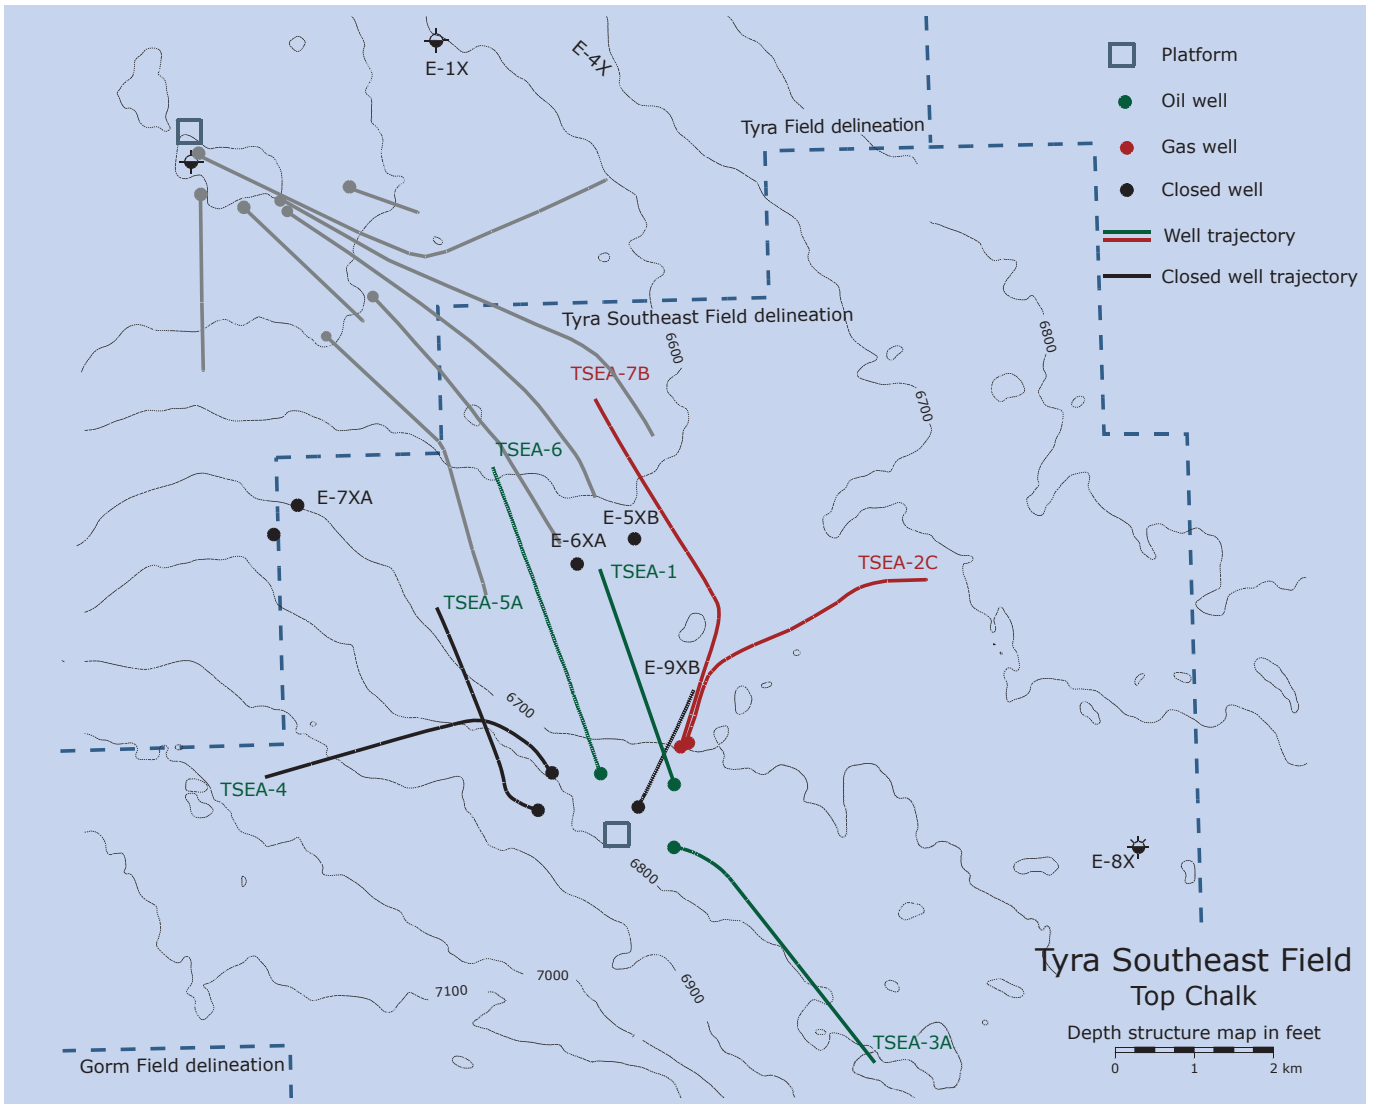 E-1X
E-4X
Platform
Oil well
Tyra Field delineation
Gas well
Closed well
Well trajectory
Closed well trajectory
Tyra Southeast Field delineation
6800
6600
TSEA-7B
6700
TSEA-6
E-7XA
E-5XB
E-6XA
TSEA-1
TSEA-2C
TSEA-5A
E-9XB
6700
TSEA-4
E-8X
6800
Tyra Southeast Field
Top Chalk
7000
6900
7100
Depth structure map in feet
TSEA-3A
Gorm Field delineation
0 1 2 km